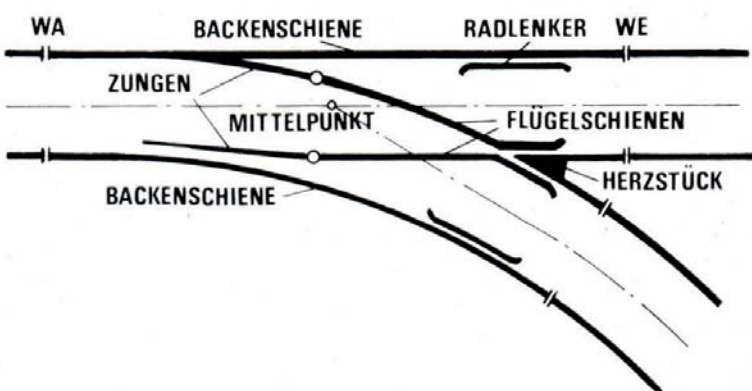 WA BACKENSCHIENE RADLENKER WE
ZUNGEN
MITTELPUNKT FLÜGELSCHIENEN
BACKENSCHIENE HERZSTÜCK